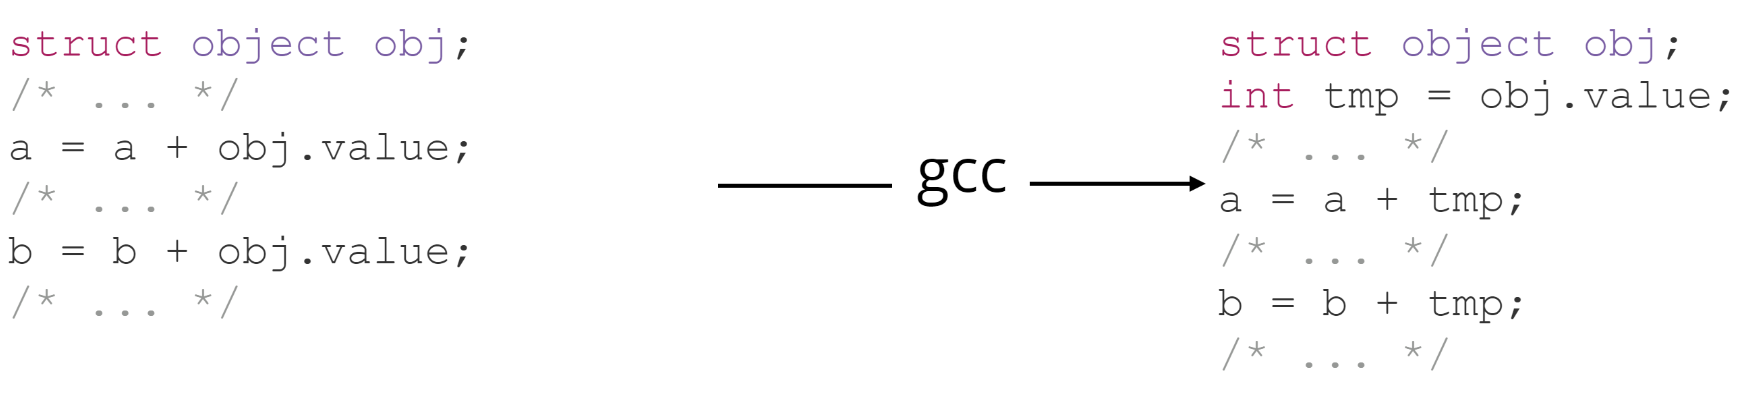 struct object obj;
/* ... */
a = a + obj.value;
/* ... */
b = b + obj.value;
/* ... */
gcc
struct object obj;
int tmp = obj.value;
/* ... */
a = a + tmp;
/* ... */
b = b + tmp;
/* ... */